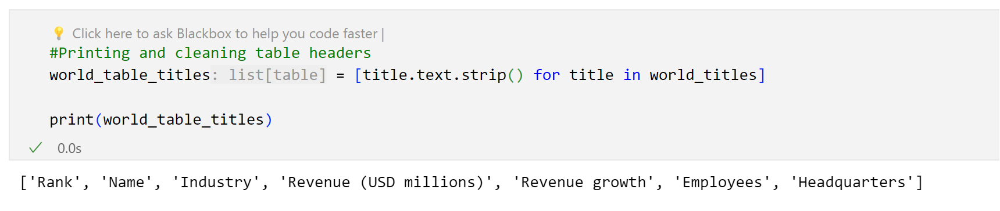 💡 Click here to ask Blackbox to help you code faster |
#Printing and cleaning table headers
world_table_titles: list[table] = [title.text.strip() for title in world_titles]
print(world_table_titles)
✓ 0.0s
['Rank', 'Name', 'Industry', 'Revenue (USD millions)', 'Revenue growth', 'Employees', 'Headquarters']